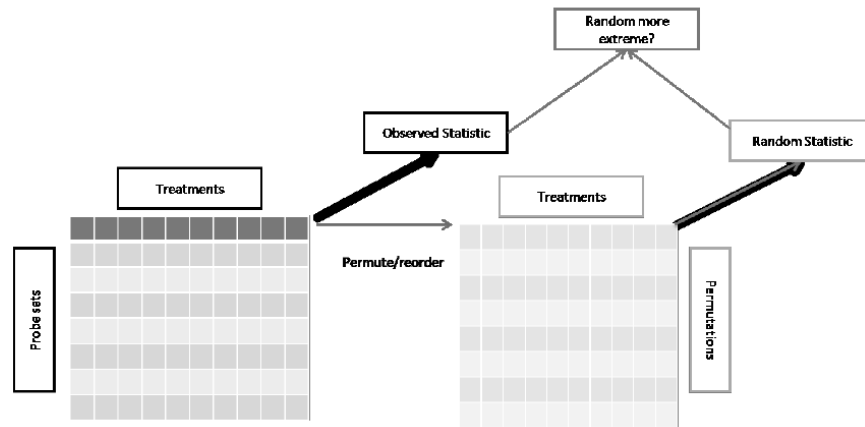 Random more
extreme?
Observed Statistic
Random Statistic
Treatments
Treatments
Permute/reorder
Probe sets
Permutations